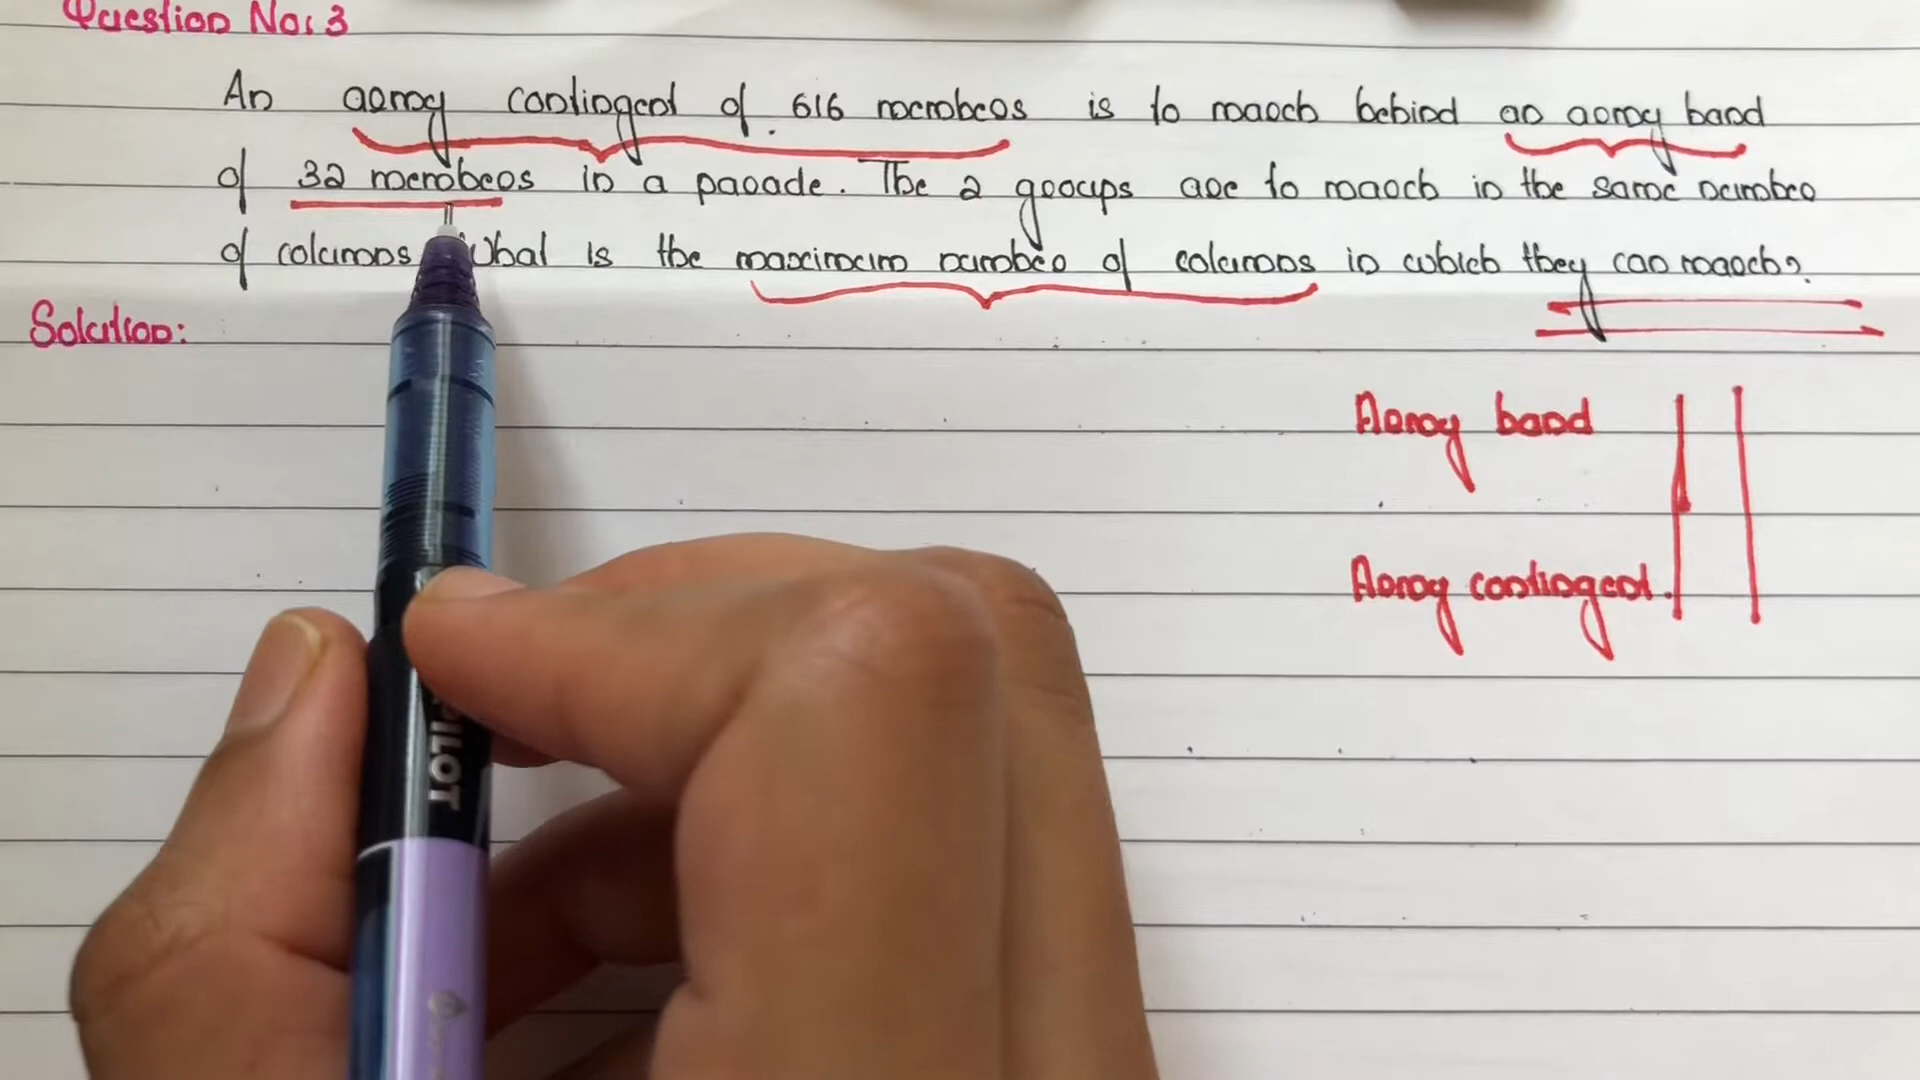 Question No: 3
An army contingent of 616 members is to march behind an army band
of 32 members in a parade. The 2 groups are to march in the same number
of columns What is the maximum number of columns in which they can march?
Solution:
Army band
Army contingent.
PILOT